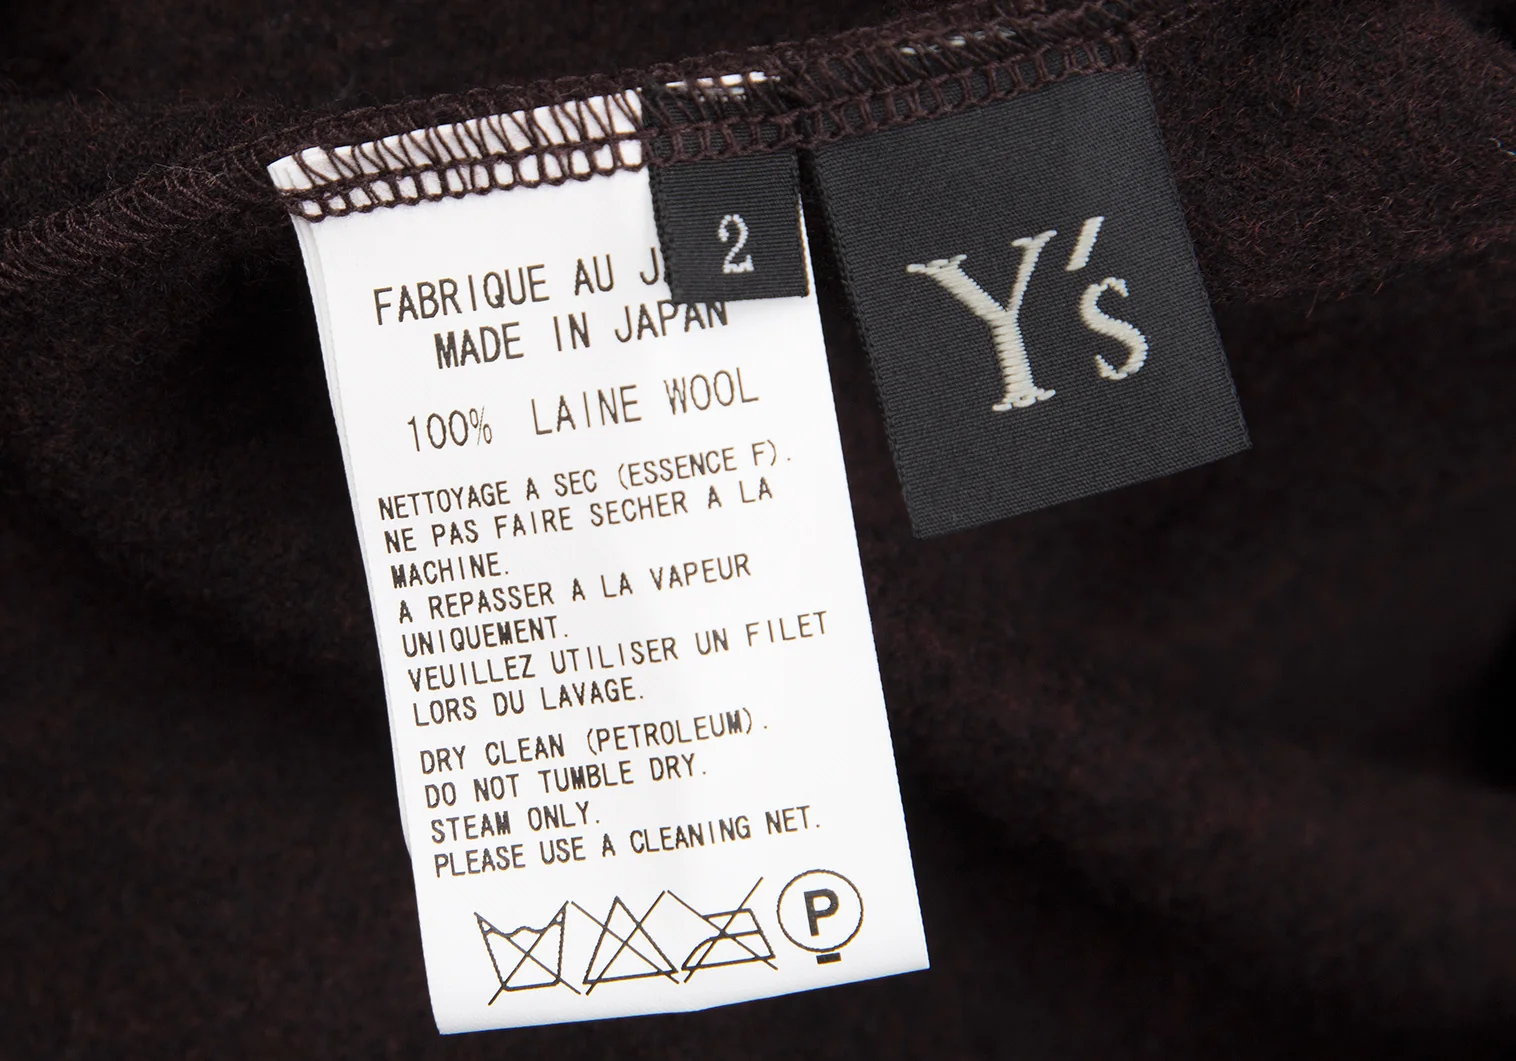 2
Y's
FABRIQUE AU
MADE IN JAPAN
100% LAINE WOOL
NETTOYAGE A SEC (ESSENCE F).
NE PAS FAIRE SECHER A LA
MACHINE.
A REPASSER A LA VAPEUR
UNIQUEMENT.
VEUILLEZ UTILISER UN FILET
LORS DU LAVAGE.
DRY CLEAN (PETROLEUM).
DO NOT TUMBLE DRY.
STEAM ONLY.
PLEASE USE A CLEANING NET.
P